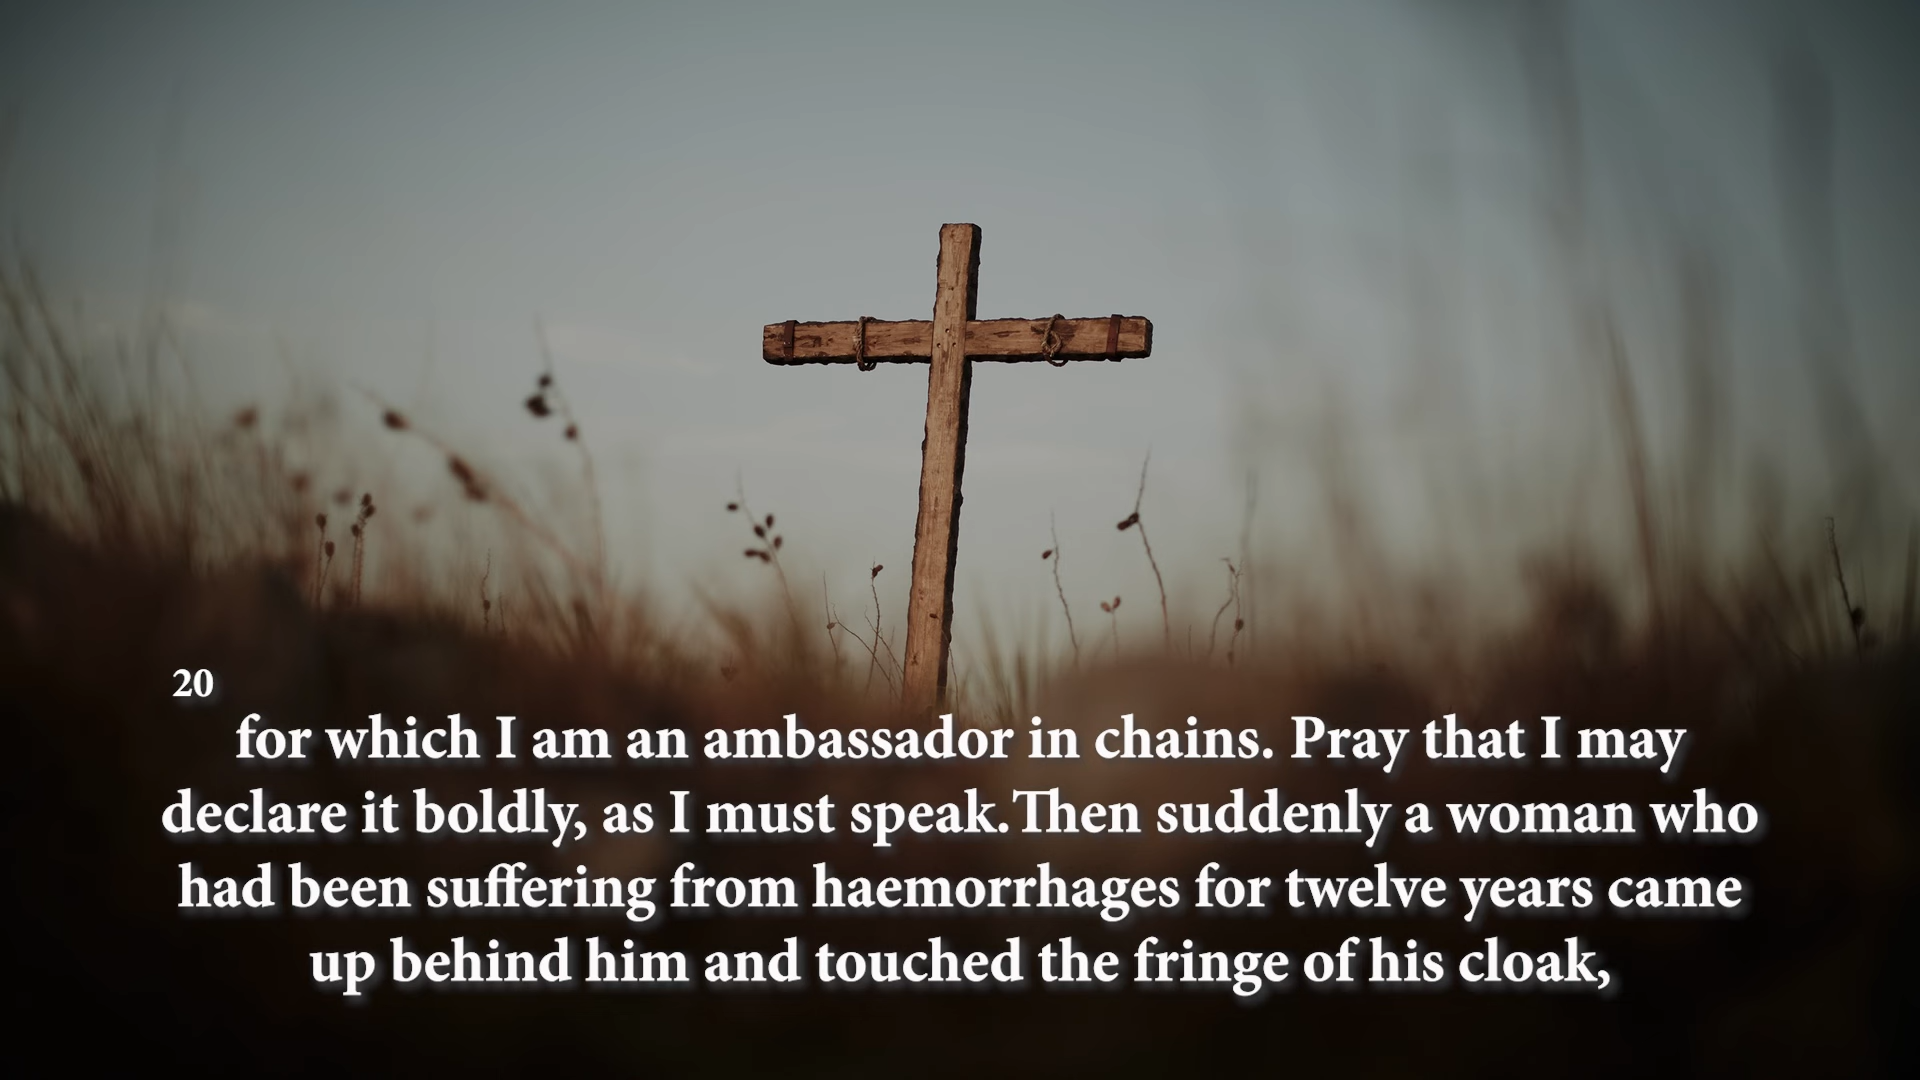 20
for which I am an ambassador in chains. Pray that I may
declare it boldly, as I must speak.Then suddenly a woman who
had been suffering from haemorrhages for twelve years came
up behind him and touched the fringe of his cloak,